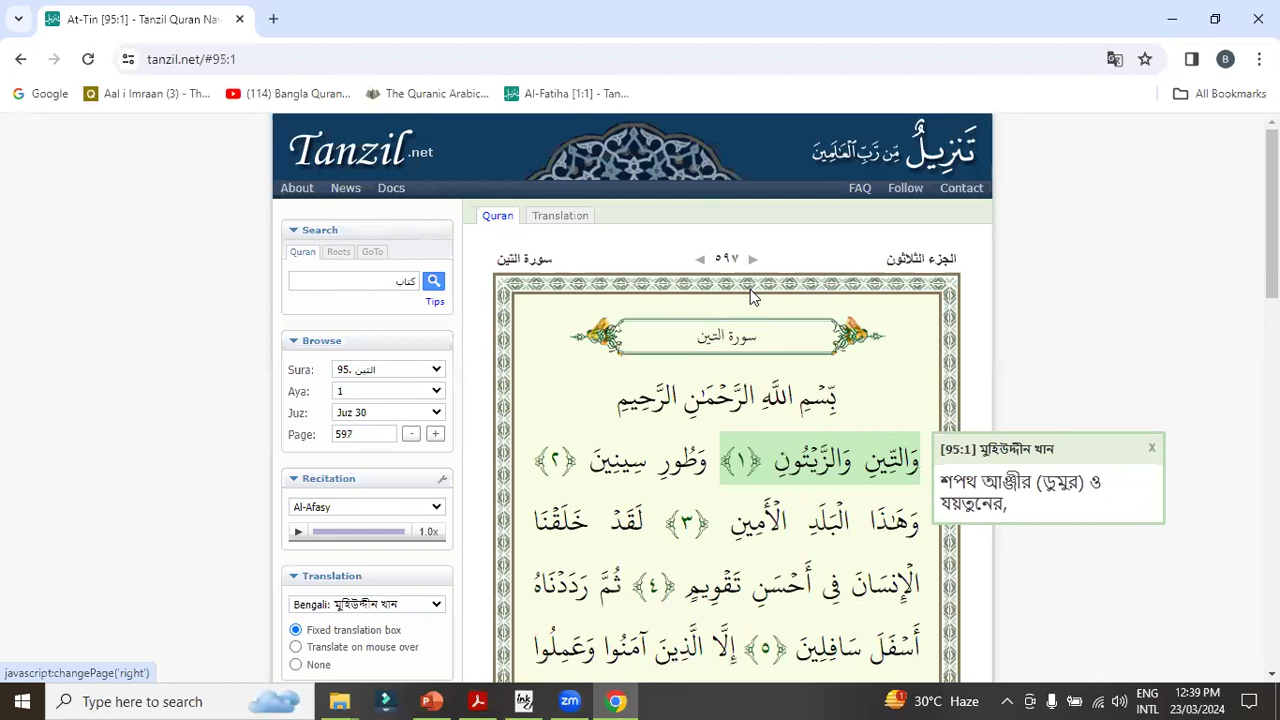 At-Tin [95:1] - Tanzil Quran Na
tanzil.net/#95:1
B
Google
Aal i Imraan (3) - Th...
(114) Bangla Quran...
The Quranic Arabic...
Al-Fatiha [1:1] - Tan...
All Bookmarks
Tanzil.net
تَنزِيلٌ مِّن رَّبِّ الْعَالَمِينَ
About News Docs
FAQ Follow Contact
Search
Quran Roots GoTo
كتاب
Tips
Browse
Sura: 95. التين
Aya: 1
Juz: Juz 30
Page: 597 - +
Recitation
Al-Afasy
1.0x
Translation
Bengali: মুহিউদ্দীন খান
Fixed translation box
Translate on mouse over
None
Quran Translation
الجزء الثلاثون
٥٩٧
سورة التين
سورة التين
بِّسْمِ اللَّهِ الرَّحْمَـٰنِ الرَّحِيمِ
وَالتِّينِ وَالزَّيْتُونِ ﴿١﴾ وَطُورِ سِينِينَ ﴿٢﴾
وَهَـٰذَا الْبَلَدِ الْأَمِينِ ﴿٣﴾ لَقَدْ خَلَقْنَا
الْإِنسَانَ فِي أَحْسَنِ تَقْوِيمٍ ﴿٤﴾ ثُمَّ رَدَدْنَاهُ
أَسْفَلَ سَافِلِينَ ﴿٥﴾ إِلَّا الَّذِينَ آمَنُوا وَعَمِلُوا
[95:1] মুহিউদ্দীন খান
x
শপথ আঞ্জীর (ডুমুর) ও
যয়তুনের,
javascript:changePage('right')
Type here to search
zm
30°C Haze
ENG
INTL
12:39 PM
23/03/2024